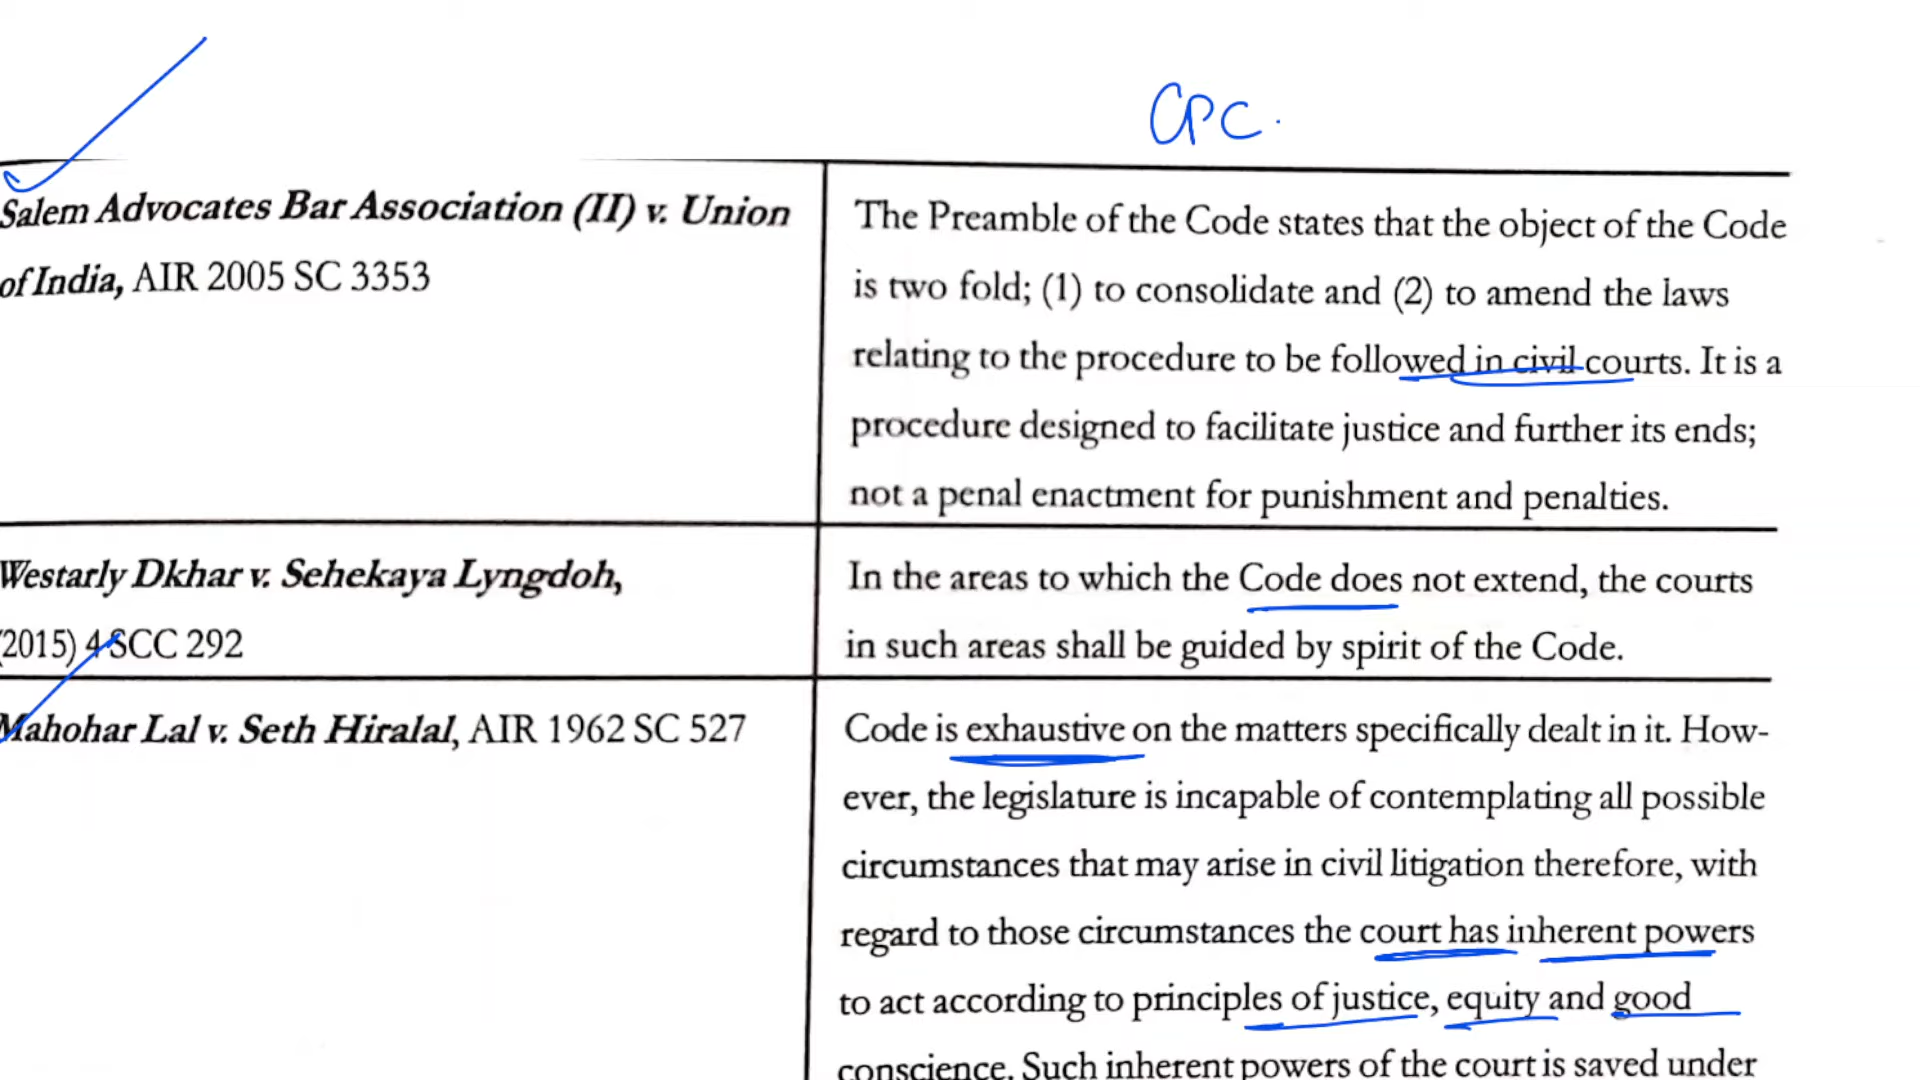 CPC.
Salem Advocates Bar Association (II) v. Union
of India, AIR 2005 SC 3353
The Preamble of the Code states that the object of the Code
is two fold; (1) to consolidate and (2) to amend the laws
relating to the procedure to be followed in civil courts. It is a
procedure designed to facilitate justice and further its ends;
not a penal enactment for punishment and penalties.
Westarly Dkhar v. Sehekaya Lyngdoh,
(2015) 4 SCC 292
In the areas to which the Code does not extend, the courts
in such areas shall be guided by spirit of the Code.
Mahohar Lal v. Seth Hiralal, AIR 1962 SC 527
Code is exhaustive on the matters specifically dealt in it. How-
ever, the legislature is incapable of contemplating all possible
circumstances that may arise in civil litigation therefore, with
regard to those circumstances the court has inherent powers
to act according to principles of justice, equity and good
conscience. Such inherent powers of the court is saved under